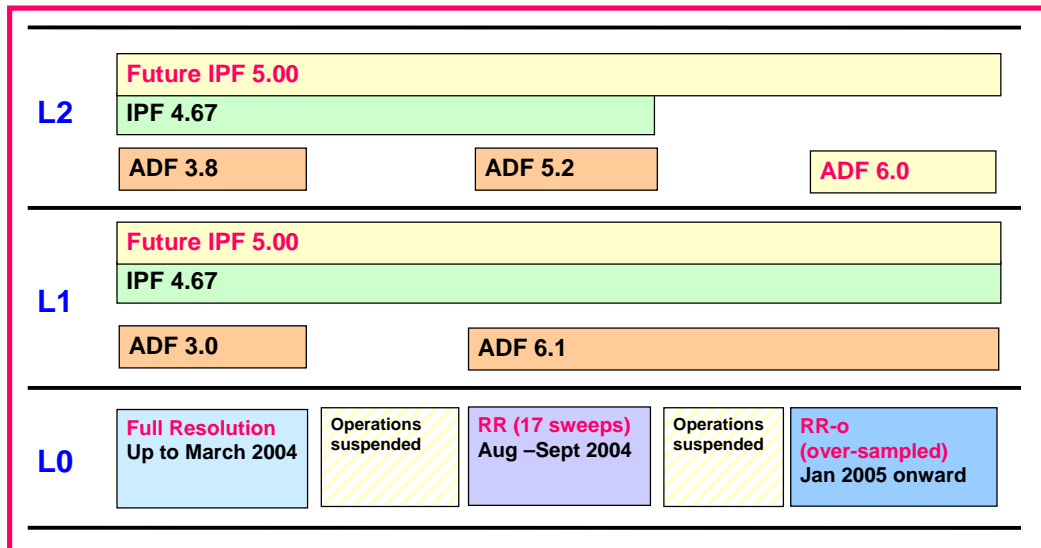 L2
Future IPF 5.00
IPF 4.67
ADF 3.8
ADF 5.2
ADF 6.0
L1
Future IPF 5.00
IPF 4.67
ADF 3.0
ADF 6.1
L0
Full Resolution
Up to March 2004
Operations
suspended
RR (17 sweeps)
Aug –Sept 2004
Operations
suspended
RR-o
(over-sampled)
Jan 2005 onward